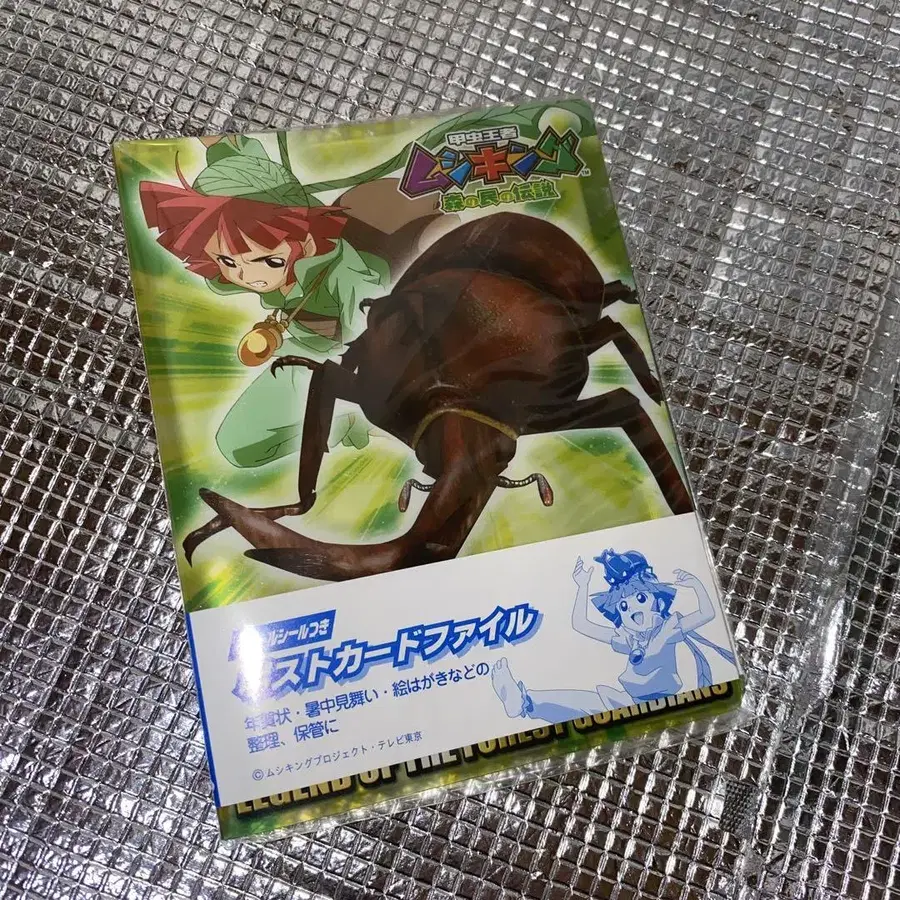 甲虫王者
ムシキング™
森の民の伝説
ルシールつき
ストカードファイル
年賀状・暑中見舞い・絵はがきなどの
整理、保管に
©ムシキングプロジェクト・テレビ東京
LEGEND OF THE FOREST GUARDIANS